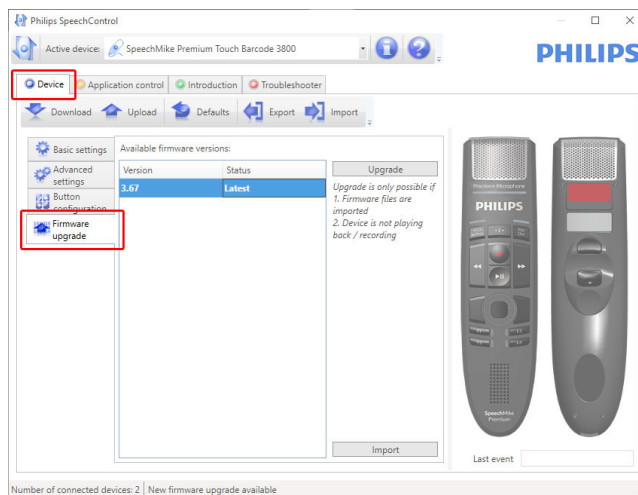 Philips SpeechControl
Active device: SpeechMike Premium Touch Barcode 3800
PHILIPS
Device Application control Introduction Troubleshooter
Download Upload Defaults Export Import
Basic settings
Advanced
settings
Button
configuration
Firmware
upgrade
Available firmware versions:
Version Status
3.67 Latest
Upgrade
Upgrade is only possible if
1. Firmware files are
imported
2. Device is not playing
back / recording
Import
Precision Microphone
PHILIPS
SpeechMike
Premium
Last event
Number of connected devices: 2 New firmware upgrade available